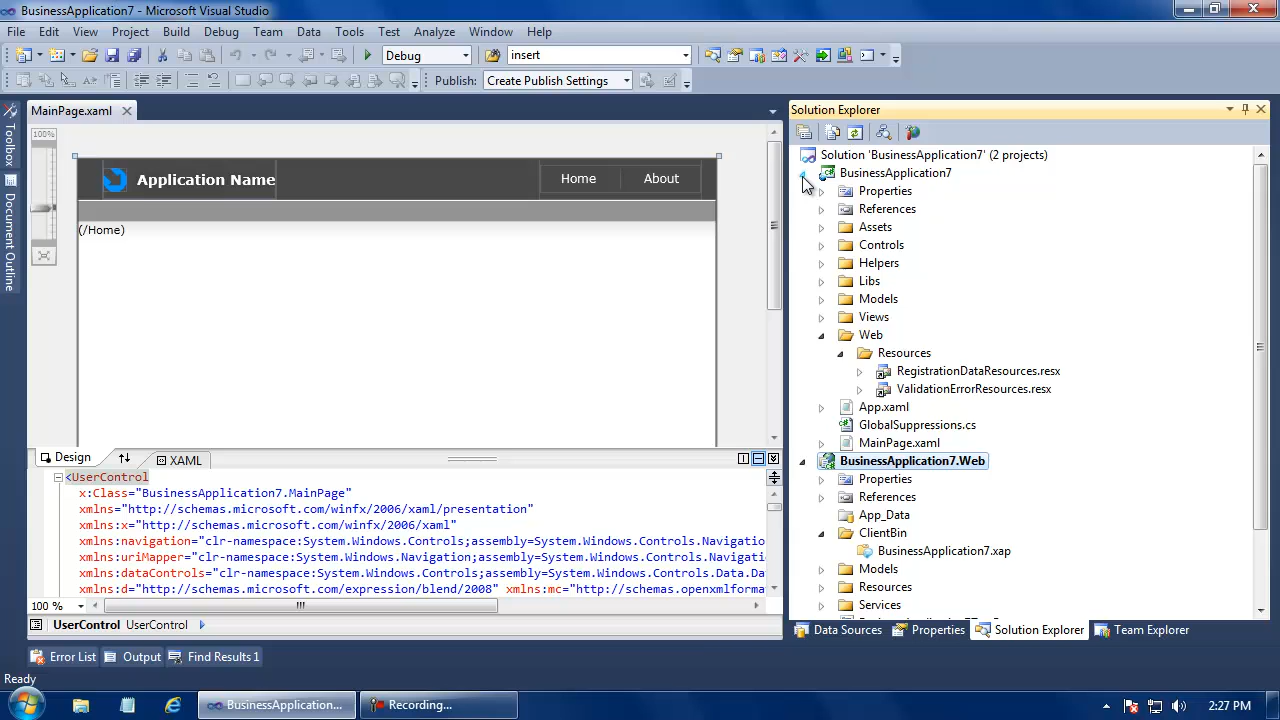 BusinessApplication7 - Microsoft Visual Studio
File Edit View Project Build Debug Team Data Tools Test Analyze Window Help
Debug insert
Publish: Create Publish Settings
MainPage.xaml
Toolbox
Document Outline
100%
Application Name Home About
(/Home)
Design XAML
<UserControl
x:Class="BusinessApplication7.MainPage"
xmlns="http://schemas.microsoft.com/winfx/2006/xaml/presentation"
xmlns:x="http://schemas.microsoft.com/winfx/2006/xaml"
xmlns:navigation="clr-namespace:System.Windows.Controls;assembly=System.Windows.Controls.Navigatio
xmlns:uriMapper="clr-namespace:System.Windows.Navigation;assembly=System.Windows.Controls.Navigati
xmlns:dataControls="clr-namespace:System.Windows.Controls;assembly=System.Windows.Controls.Data.Da
xmlns:d="http://schemas.microsoft.com/expression/blend/2008" xmlns:mc="http://schemas.openxmlforma
100 %
UserControl UserControl
Solution Explorer
Solution 'BusinessApplication7' (2 projects)
BusinessApplication7
Properties
References
Assets
Controls
Helpers
Libs
Models
Views
Web
Resources
RegistrationDataResources.resx
ValidationErrorResources.resx
App.xaml
GlobalSuppressions.cs
MainPage.xaml
BusinessApplication7.Web
Properties
References
App_Data
ClientBin
BusinessApplication7.xap
Models
Resources
Services
Data Sources Properties Solution Explorer Team Explorer
Error List Output Find Results 1
Ready
BusinessApplication... Recording... 2:27 PM